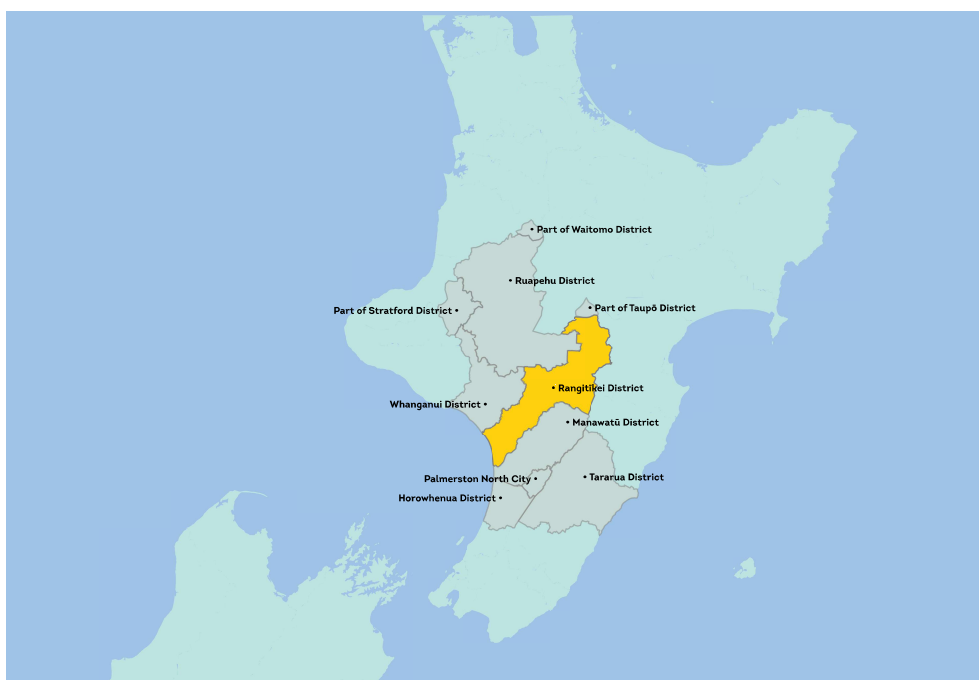 Part of Waitomo District
Ruapehu District
Part of Stratford District
Part of Taupō District
Rangitīkei District
Whanganui District
Manawatū District
Palmerston North City
Tararua District
Horowhenua District